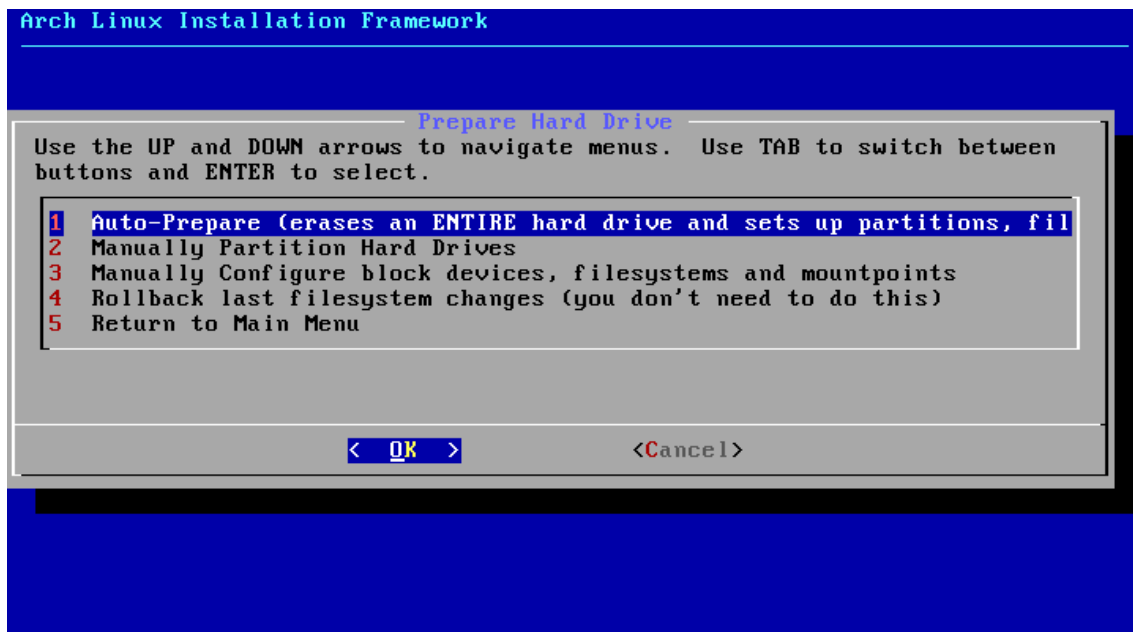 Arch Linux Installation Framework
Prepare Hard Drive
Use the UP and DOWN arrows to navigate menus.  Use TAB to switch between
buttons and ENTER to select.
1  Auto-Prepare (erases an ENTIRE hard drive and sets up partitions, fil
2  Manually Partition Hard Drives
3  Manually Configure block devices, filesystems and mountpoints
4  Rollback last filesystem changes (you don't need to do this)
5  Return to Main Menu
<  OK  >  <Cancel>